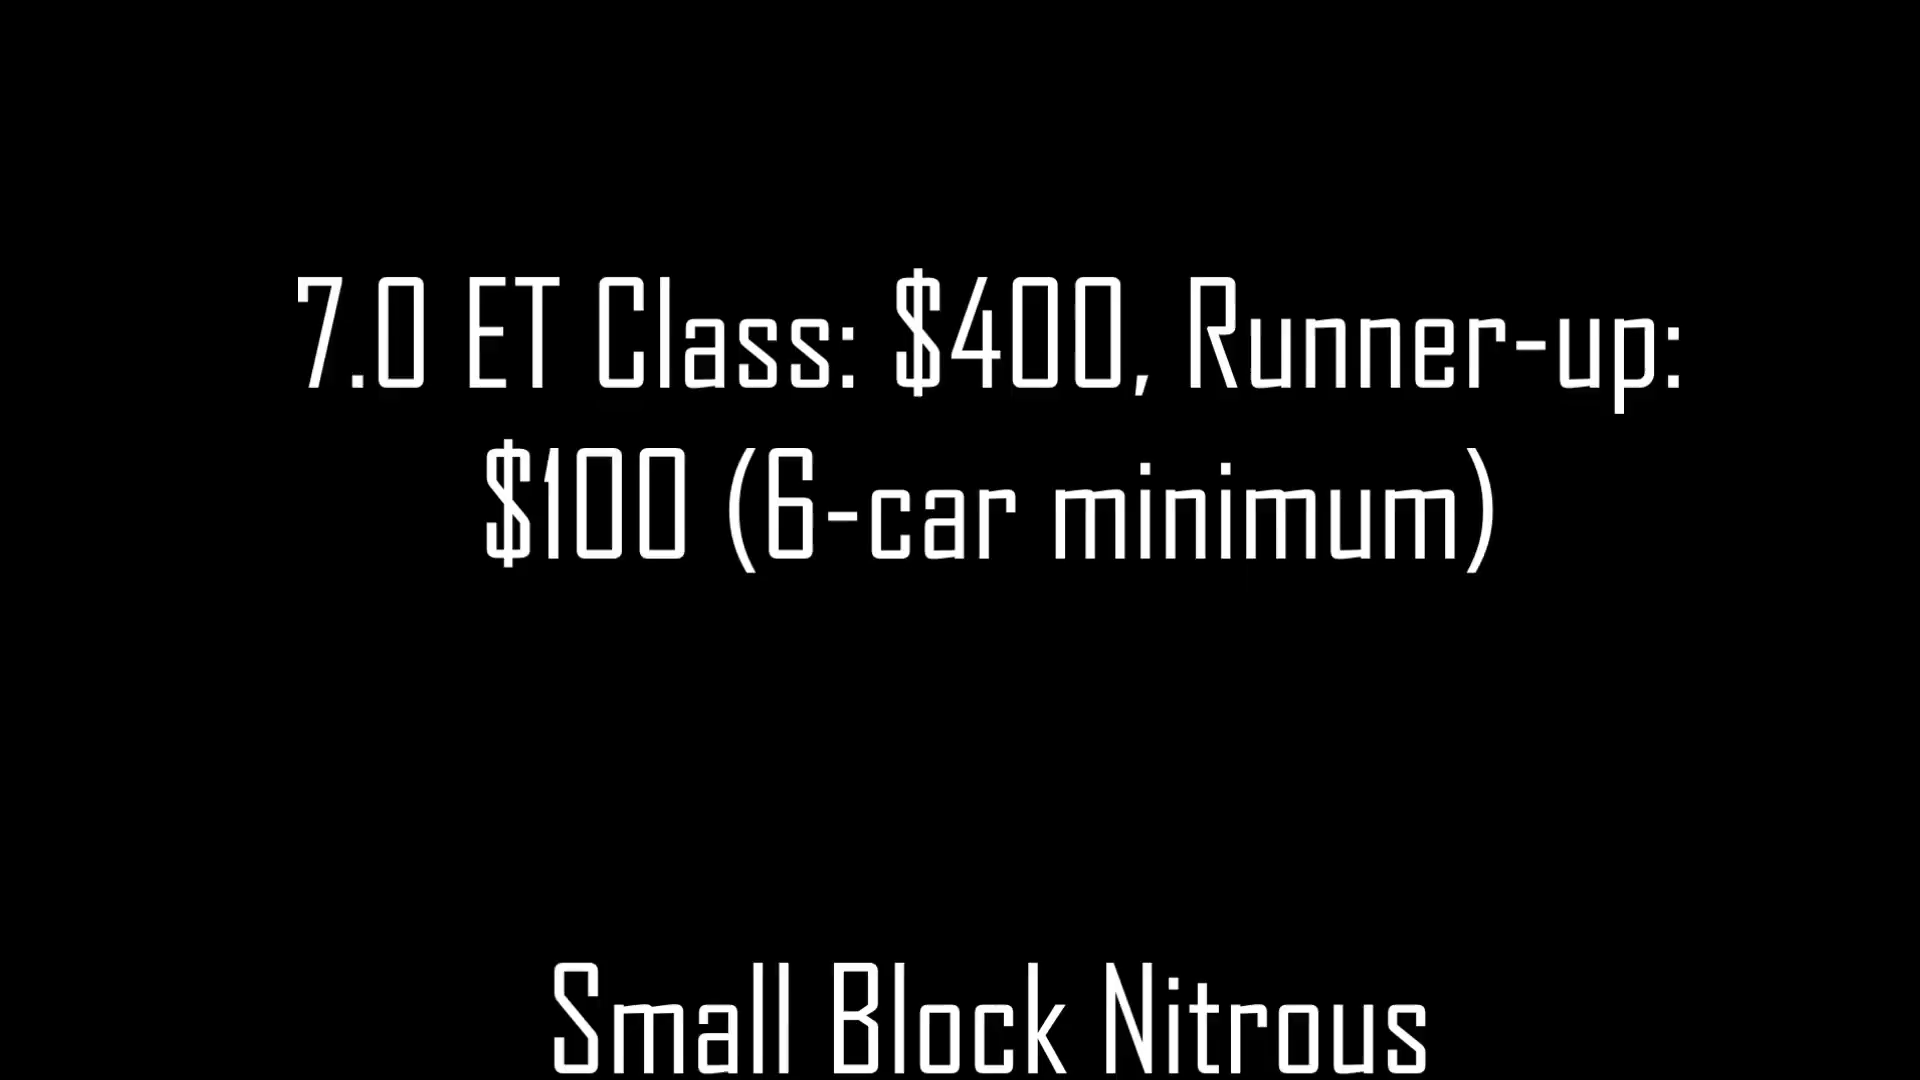 7.0 ET Class: $400, Runner-up:
$100 (6-car minimum)
Small Block Nitrous